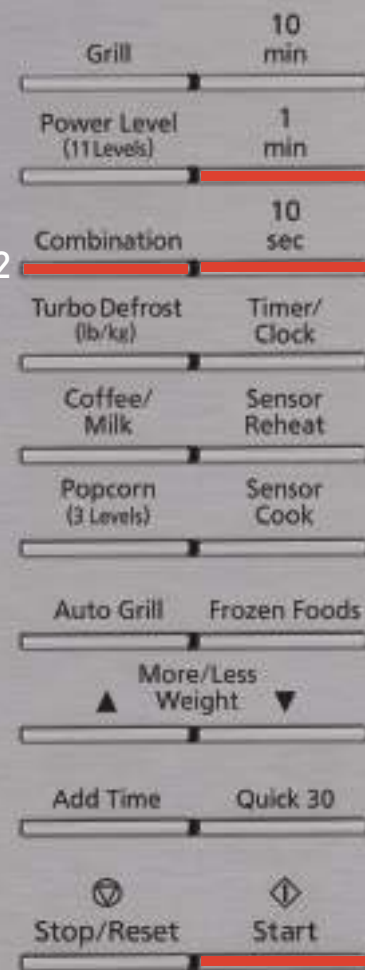 Grill
10
min
Power Level
(11 Levels)
1
min
2
Combination
10
sec
Turbo Defrost
(lb/kg)
Timer/
Clock
Coffee/
Milk
Sensor
Reheat
Popcorn
(3 Levels)
Sensor
Cook
Auto Grill
Frozen Foods
More/Less
▲ Weight ▼
Add Time
Quick 30
Stop/Reset
Start